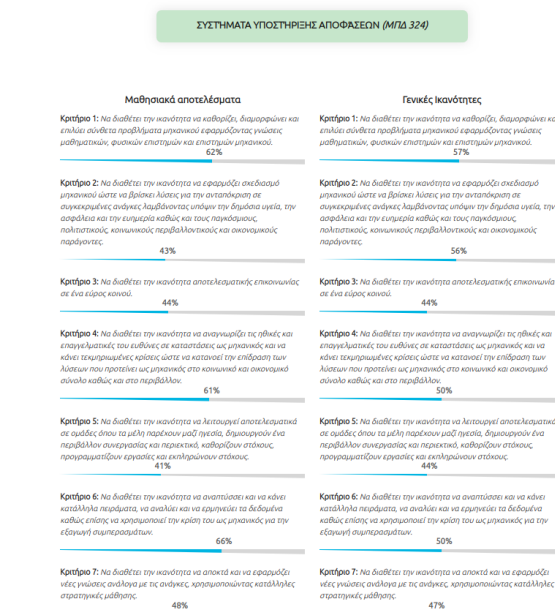 ΣΥΣΤΉΜΑΤΑ ΥΠΟΣΤΉΡΙΞΗΣ ΑΠΟΦΆΣΕΩΝ (ΜΠΔ 324)
Μαθησιακά αποτελέσματα
Κριτήριο 1: Να διαθέτει την ικανότητα να καθορίζει, διαμορφώνει και
επιλύει σύνθετα προβλήματα μηχανικού εφαρμόζοντας γνώσεις
μαθηματικών, φυσικών επιστημών και επιστημών μηχανικού.
62%
Κριτήριο 2: Να διαθέτει την ικανότητα να εφαρμόζει σχεδιασμό
μηχανικού ώστε να βρίσκει λύσεις για την ανταπόκριση σε
συγκεκριμένες ανάγκες λαμβάνοντας υπόψιν την δημόσια υγεία, την
ασφάλεια και την ευημερία καθώς και τους παγκόσμιους,
πολιτιστικούς, κοινωνικούς περιβαλλοντικούς και οικονομικούς
παράγοντες.
43%
Κριτήριο 3: Να διαθέτει την ικανότητα αποτελεσματικής επικοινωνίας
σε ένα εύρος κοινού.
44%
Κριτήριο 4: Να διαθέτει την ικανότητα να αναγνωρίζει τις ηθικές και
επαγγελματικές του ευθύνες σε καταστάσεις ως μηχανικός και να
κάνει τεκμηριωμένες κρίσεις ώστε να κατανοεί την επίδραση των
λύσεων που προτείνει ως μηχανικός στο κοινωνικό και οικονομικό
σύνολο καθώς και στο περιβάλλον.
61%
Κριτήριο 5: Να διαθέτει την ικανότητα να λειτουργεί αποτελεσματικά
σε ομάδες όπου τα μέλη παρέχουν μαζί ηγεσία, δημιουργούν ένα
περιβάλλον συνεργασίας και περιεκτικό, καθορίζουν στόχους,
προγραμματίζουν εργασίες και εκπληρώνουν στόχους.
41%
Κριτήριο 6: Να διαθέτει την ικανότητα να αναπτύσσει και να κάνει
κατάλληλα πειράματα, να αναλύει και να ερμηνεύει τα δεδομένα
καθώς επίσης να χρησιμοποιεί την κρίση του ως μηχανικός για την
εξαγωγή συμπερασμάτων.
66%
Κριτήριο 7: Να διαθέτει την ικανότητα να αποκτά και να εφαρμόζει
νέες γνώσεις ανάλογα με τις ανάγκες, χρησιμοποιώντας κατάλληλες
στρατηγικές μάθησης.
48%
Γενικές Ικανότητες
Κριτήριο 1: Να διαθέτει την ικανότητα να καθορίζει, διαμορφώνει κα
επιλύει σύνθετα προβλήματα μηχανικού εφαρμόζοντας γνώσεις
μαθηματικών, φυσικών επιστημών και επιστημών μηχανικού.
57%
Κριτήριο 2: Να διαθέτει την ικανότητα να εφαρμόζει σχεδιασμό
μηχανικού ώστε να βρίσκει λύσεις για την ανταπόκριση σε
συγκεκριμένες ανάγκες λαμβάνοντας υπόψιν την δημόσια υγεία, την
ασφάλεια και την ευημερία καθώς και τους παγκόσμιους,
πολιτιστικούς, κοινωνικούς περιβαλλοντικούς και οικονομικούς
παράγοντες.
56%
Κριτήριο 3: Να διαθέτει την ικανότητα αποτελεσματικής επικοινωνία
σε ένα εύρος κοινού.
44%
Κριτήριο 4: Να διαθέτει την ικανότητα να αναγνωρίζει τις ηθικές και
επαγγελματικές του ευθύνες σε καταστάσεις ως μηχανικός και να
κάνει τεκμηριωμένες κρίσεις ώστε να κατανοεί την επίδραση των
λύσεων που προτείνει ως μηχανικός στο κοινωνικό και οικονομικό
σύνολο καθώς και στο περιβάλλον.
50%
Κριτήριο 5: Να διαθέτει την ικανότητα να λειτουργεί αποτελεσματικά
σε ομάδες όπου τα μέλη παρέχουν μαζί ηγεσία, δημιουργούν ένα
περιβάλλον συνεργασίας και περιεκτικό, καθορίζουν στόχους,
προγραμματίζουν εργασίες και εκπληρώνουν στόχους.
44%
Κριτήριο 6: Να διαθέτει την ικανότητα να αναπτύσσει και να κάνει
κατάλληλα πειράματα, να αναλύει και να ερμηνεύει τα δεδομένα
καθώς επίσης να χρησιμοποιεί την κρίση του ως μηχανικός για την
εξαγωγή συμπερασμάτων.
50%
Κριτήριο 7: Να διαθέτει την ικανότητα να αποκτά και να εφαρμόζει
νέες γνώσεις ανάλογα με τις ανάγκες, χρησιμοποιώντας κατάλληλες
στρατηγικές μάθησης.
47%